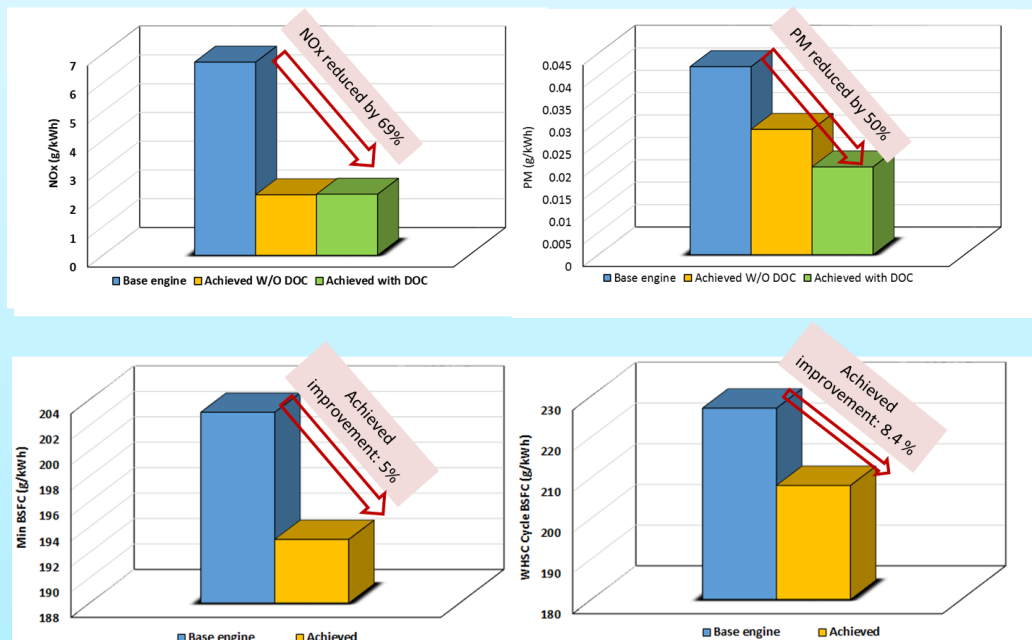 NOx reduced by 69%
NOx (g/kWh)
7
6
5
4
3
2
1
0
Base engine Achieved W/O DOC Achieved with DOC
PM reduced by 50%
PM (g/kWh)
0.045
0.04
0.035
0.03
0.025
0.02
0.015
0.01
0.005
0
Base engine Achieved W/O DOC Achieved with DOC
Achieved
improvement: 5%
Min BSFC (g/kWh)
204
202
200
198
196
194
192
190
188
Base engine Achieved
Achieved
improvement: 8.4 %
WHSC Cycle BSFC (g/kWh)
230
220
210
200
190
180
Base engine Achieved